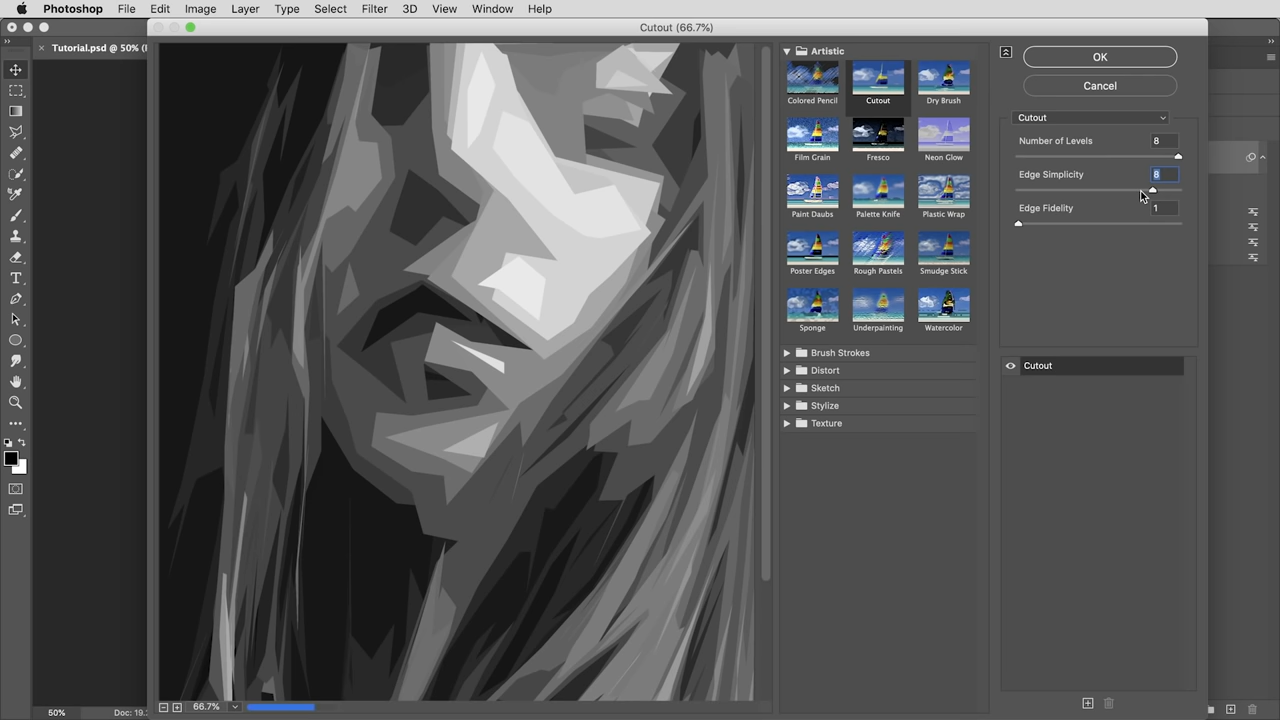 Photoshop File Edit Image Layer Type Select Filter 3D View Window Help
Cutout (66.7%)
Tutorial.psd @ 50% (
Artistic
Colored Pencil Cutout Dry Brush
Film Grain Fresco Neon Glow
Paint Daubs Palette Knife Plastic Wrap
Poster Edges Rough Pastels Smudge Stick
Sponge Underpainting Watercolor
Brush Strokes
Distort
Sketch
Stylize
Texture
OK
Cancel
Cutout
Number of Levels 8
Edge Simplicity 8
Edge Fidelity 1
Cutout
66.7%
50% Doc: 19.